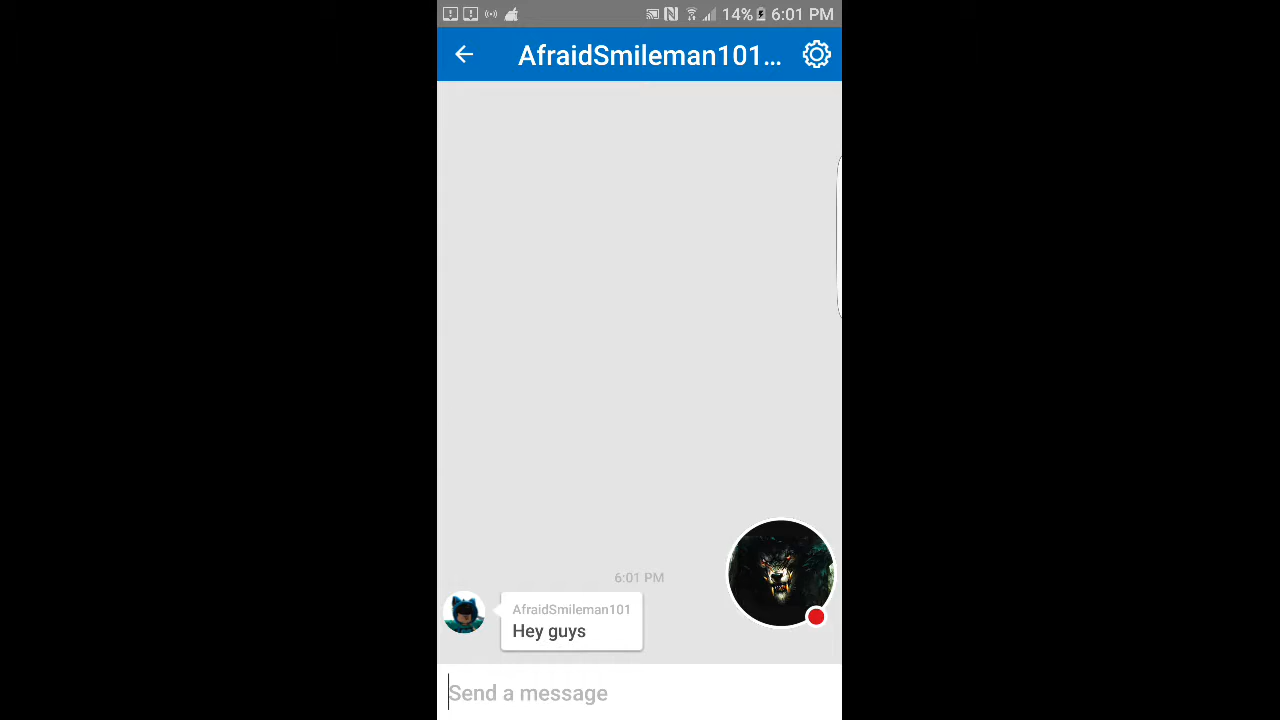 14% 6:01 PM
AfraidSmileman101...
6:01 PM
AfraidSmileman101
Hey guys
Send a message